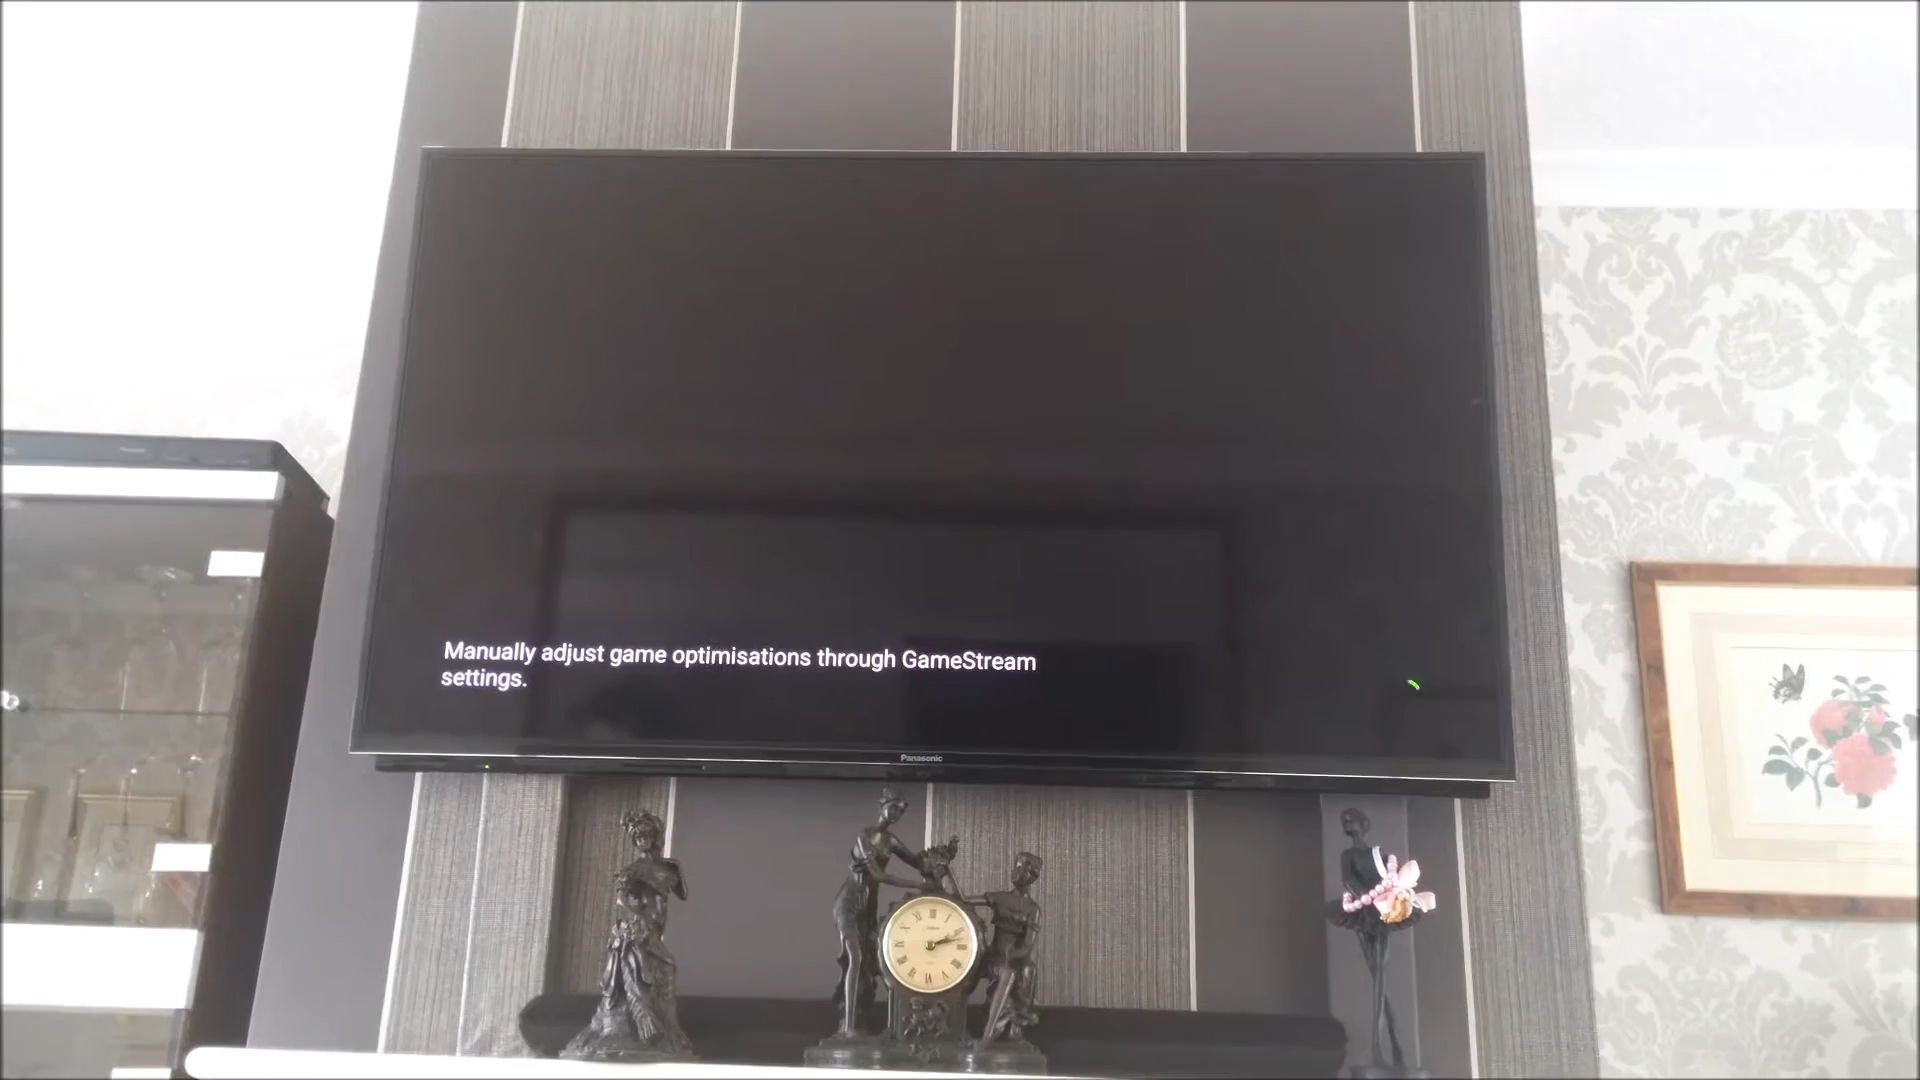 Manually adjust game optimisations through GameStream
settings.
Panasonic